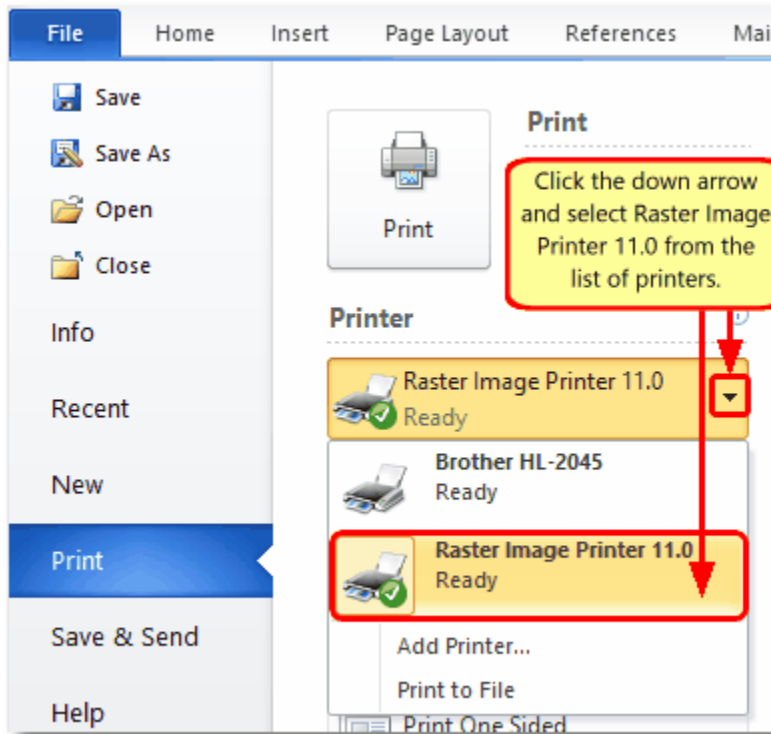 File Home Insert Page Layout References Mai
Save
Save As
Open
Close
Info
Recent
New
Print
Save & Send
Help
Print
Print
Click the down arrow
and select Raster Image
Printer 11.0 from the
list of printers.
Printer
Raster Image Printer 11.0
Ready
Brother HL-2045
Ready
Raster Image Printer 11.0
Ready
Add Printer...
Print to File
Print One Sided